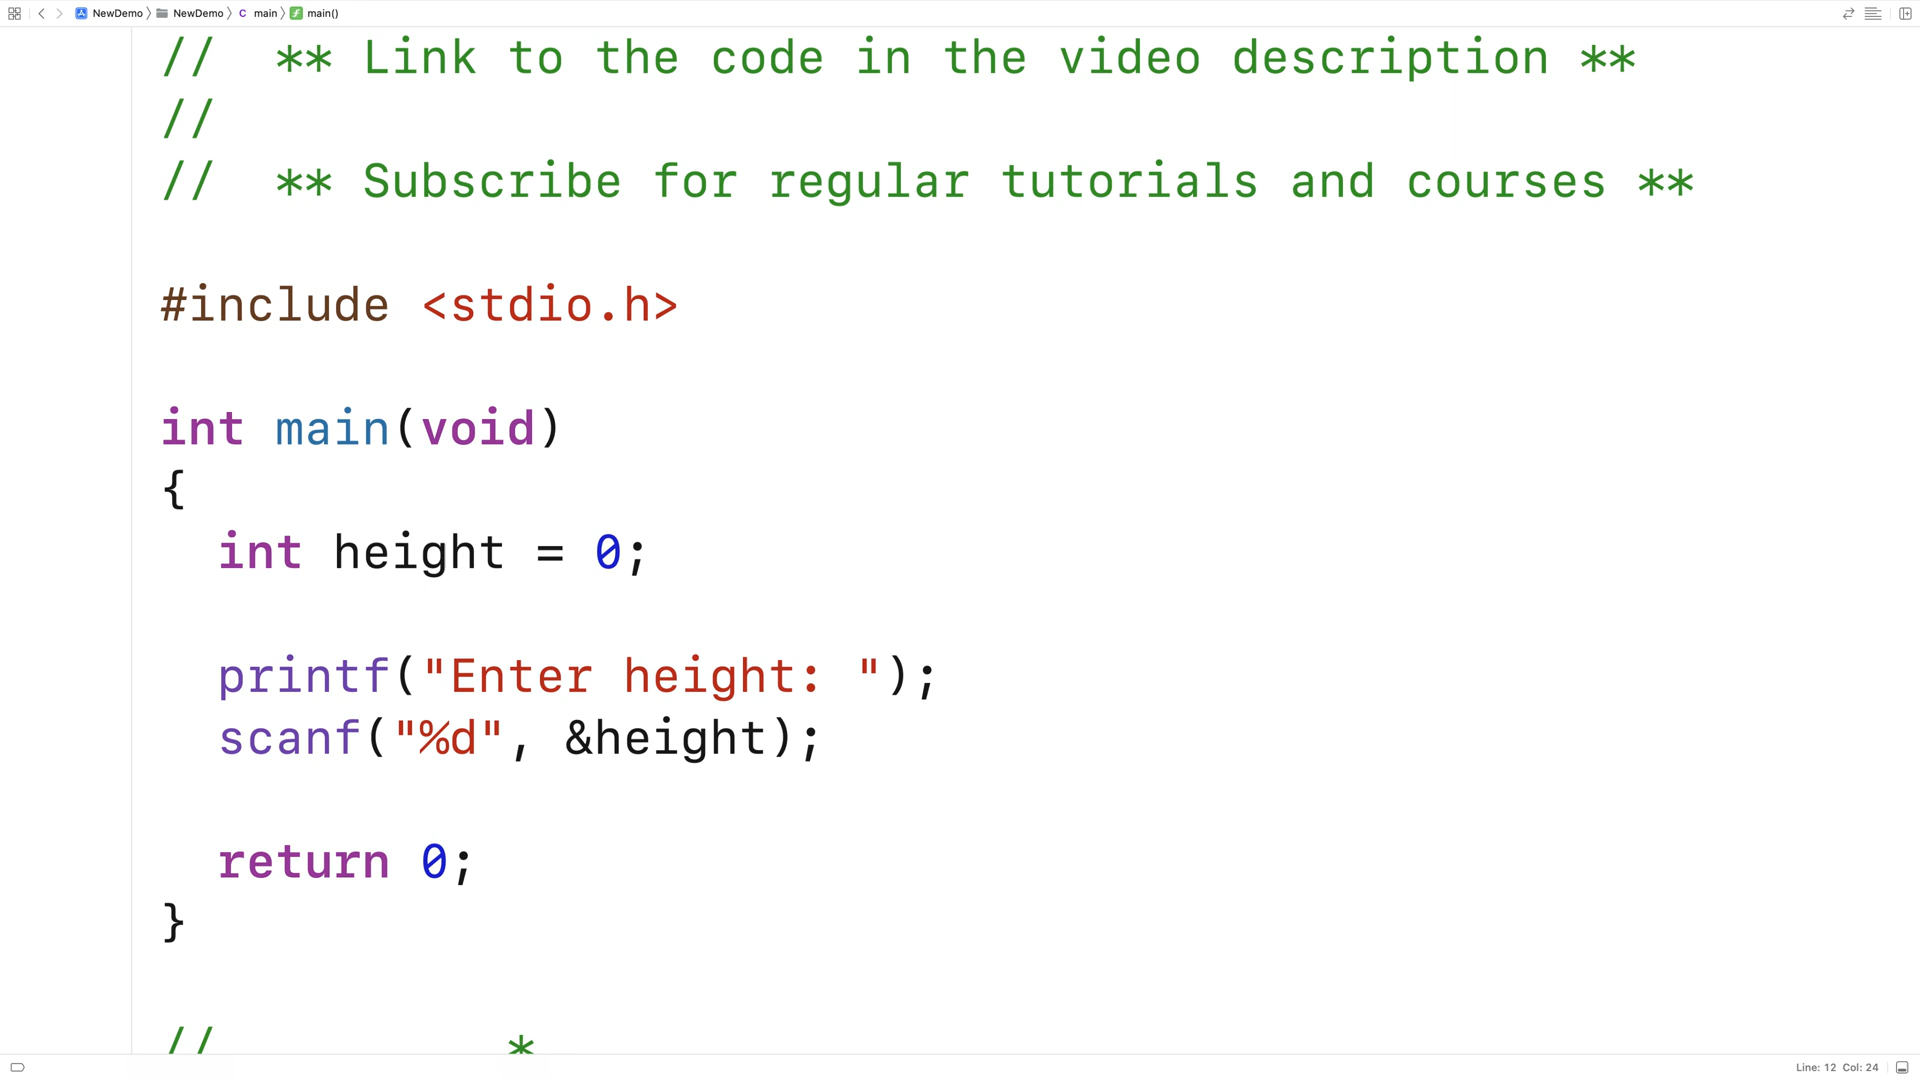 NewDemo 〉 NewDemo 〉 C main 〉 f main()
//  ** Link to the code in the video description **
//
//  ** Subscribe for regular tutorials and courses **
#include <stdio.h>
int main(void)
{
  int height = 0;
  printf("Enter height: ");
  scanf("%d", &height);
  return 0;
}
//          *
Line: 12 Col: 24